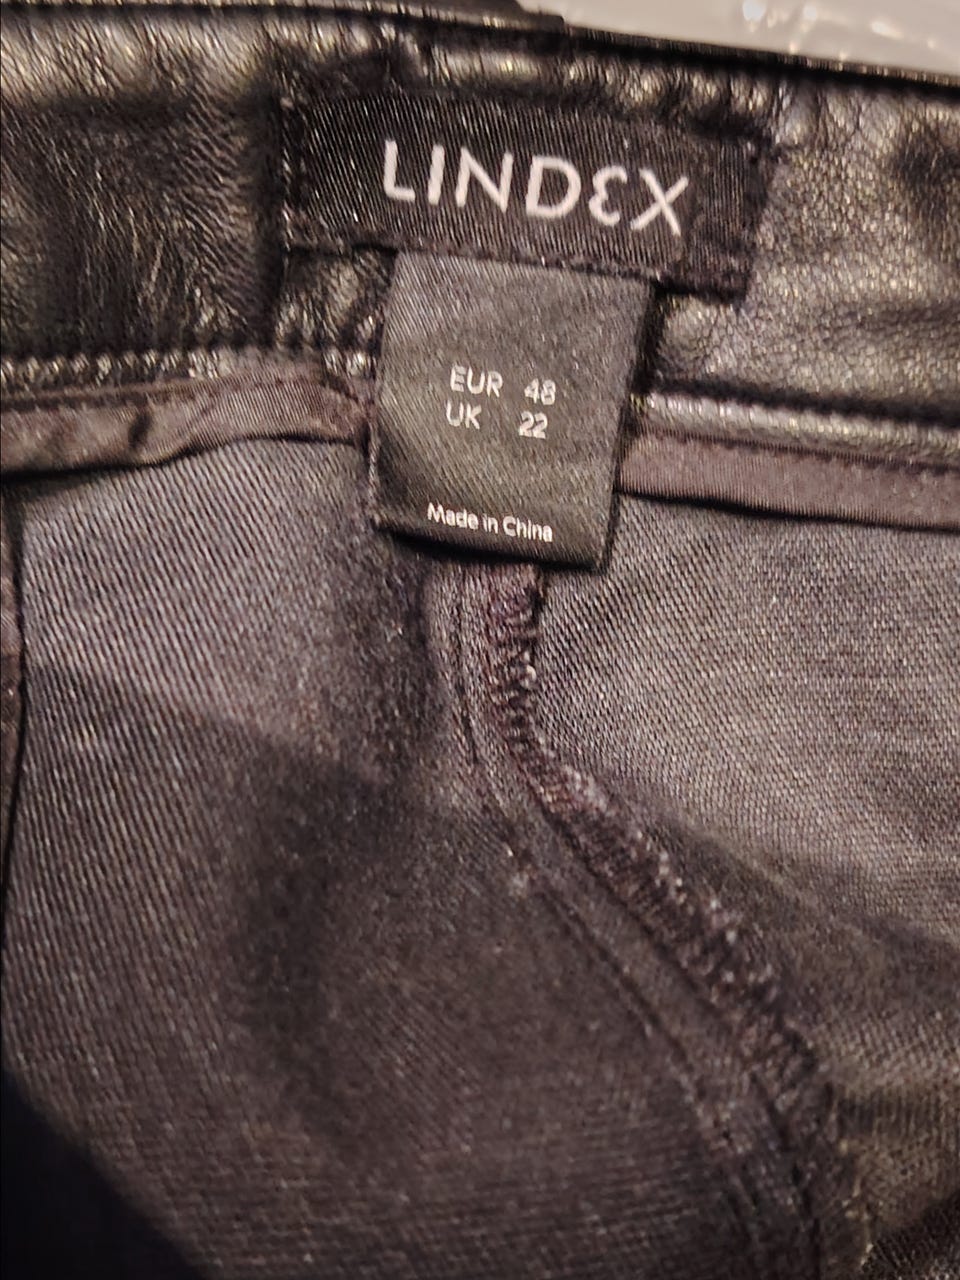 LINDEX
EUR 48
UK 22
Made in China